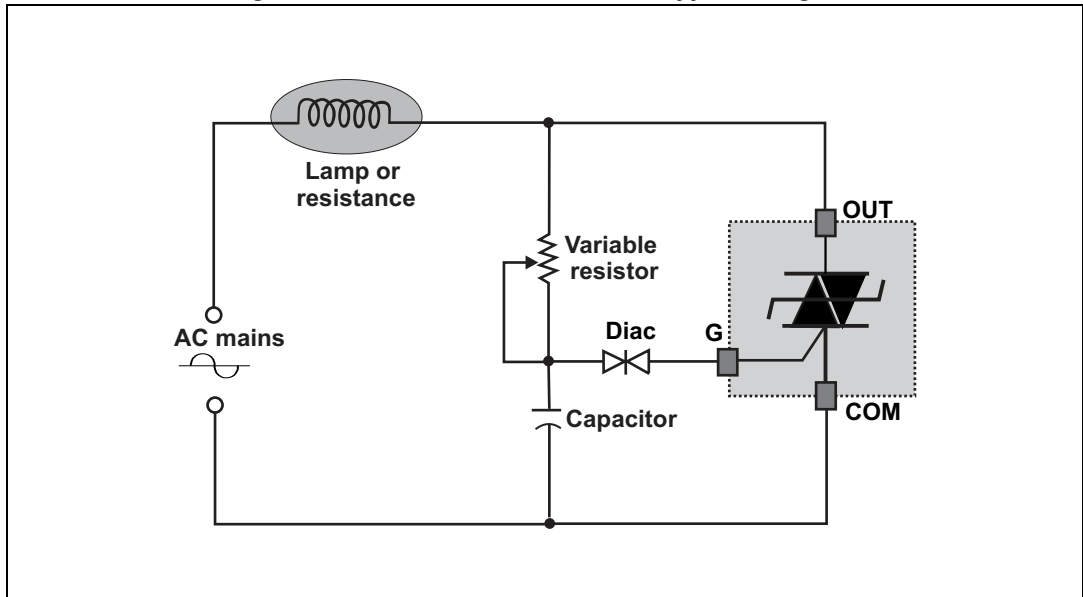 Lamp or
resistance
OUT
Variable
resistor
AC mains
Diac
G
Capacitor
COM